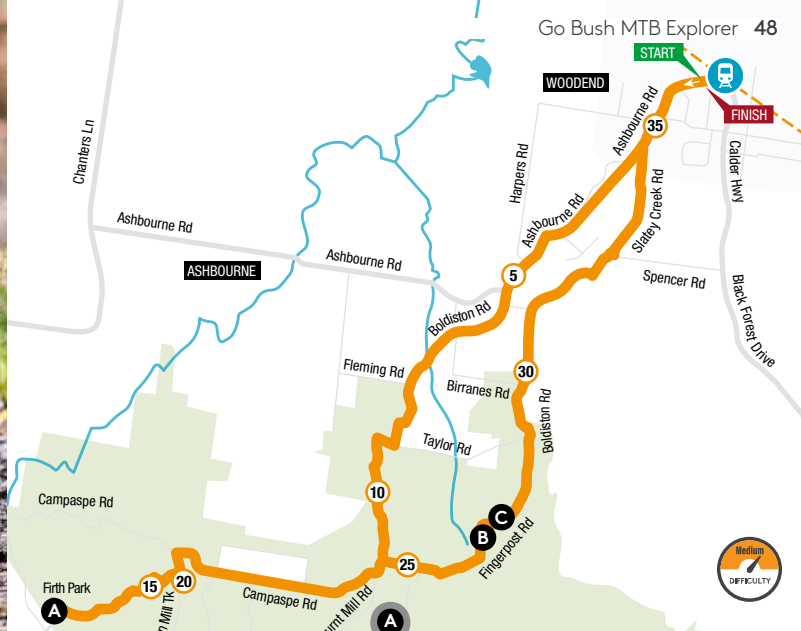 Go Bush MTB Explorer 48
START
WOODEND
FINISH
35
Ashbourne Rd
Chanters Ln
Harpers Rd
Calder Hwy
Ashbourne Rd
Ashbourne Rd
Slatey Creek Rd
Ashbourne Rd
ASHBOURNE
5
Spencer Rd
Black Forest Drive
Boldiston Rd
Fleming Rd
30
Birranes Rd
Boldiston Rd
Taylor Rd
10
Campaspe Rd
C
B
Fingerpost Rd
25
Medium
DIFFICULTY
Firth Park
15
20
A
Campaspe Rd
Mill Tk
Mill Rd
A